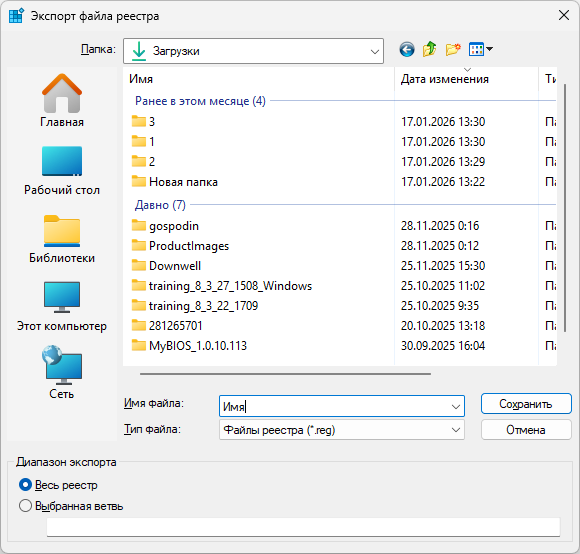 Экспорт файла реестра
Папка: Загрузки
Главная
Рабочий стол
Библиотеки
Этот компьютер
Сеть
Имя Дата изменения Ти
Ранее в этом месяце (4)
3 17.01.2026 13:30 Па
1 17.01.2026 13:30 Па
2 17.01.2026 13:29 Па
Новая папка 17.01.2026 13:22 Па
Давно (7)
gospodin 28.11.2025 0:16 Па
ProductImages 28.11.2025 0:12 Па
Downwell 25.11.2025 15:30 Па
training_8_3_27_1508_Windows 25.10.2025 11:02 Па
training_8_3_22_1709 25.10.2025 9:35 Па
281265701 20.10.2025 13:18 Па
MyBIOS_1.0.10.113 30.09.2025 16:04 Па
Имя файла: Имя Сохранить
Тип файла: Файлы реестра (*.reg) Отмена
Диапазон экспорта
Весь реестр
Выбранная ветвь